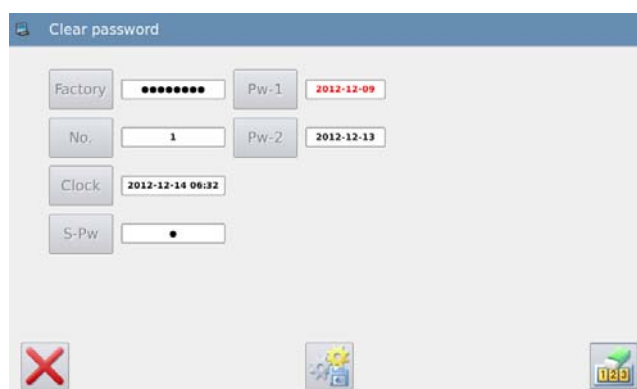 Clear password
Factory ●●●●●●●● Pw-1 2012-12-09
No. 1 Pw-2 2012-12-13
Clock 2012-12-14 06:32
S-Pw ●
123